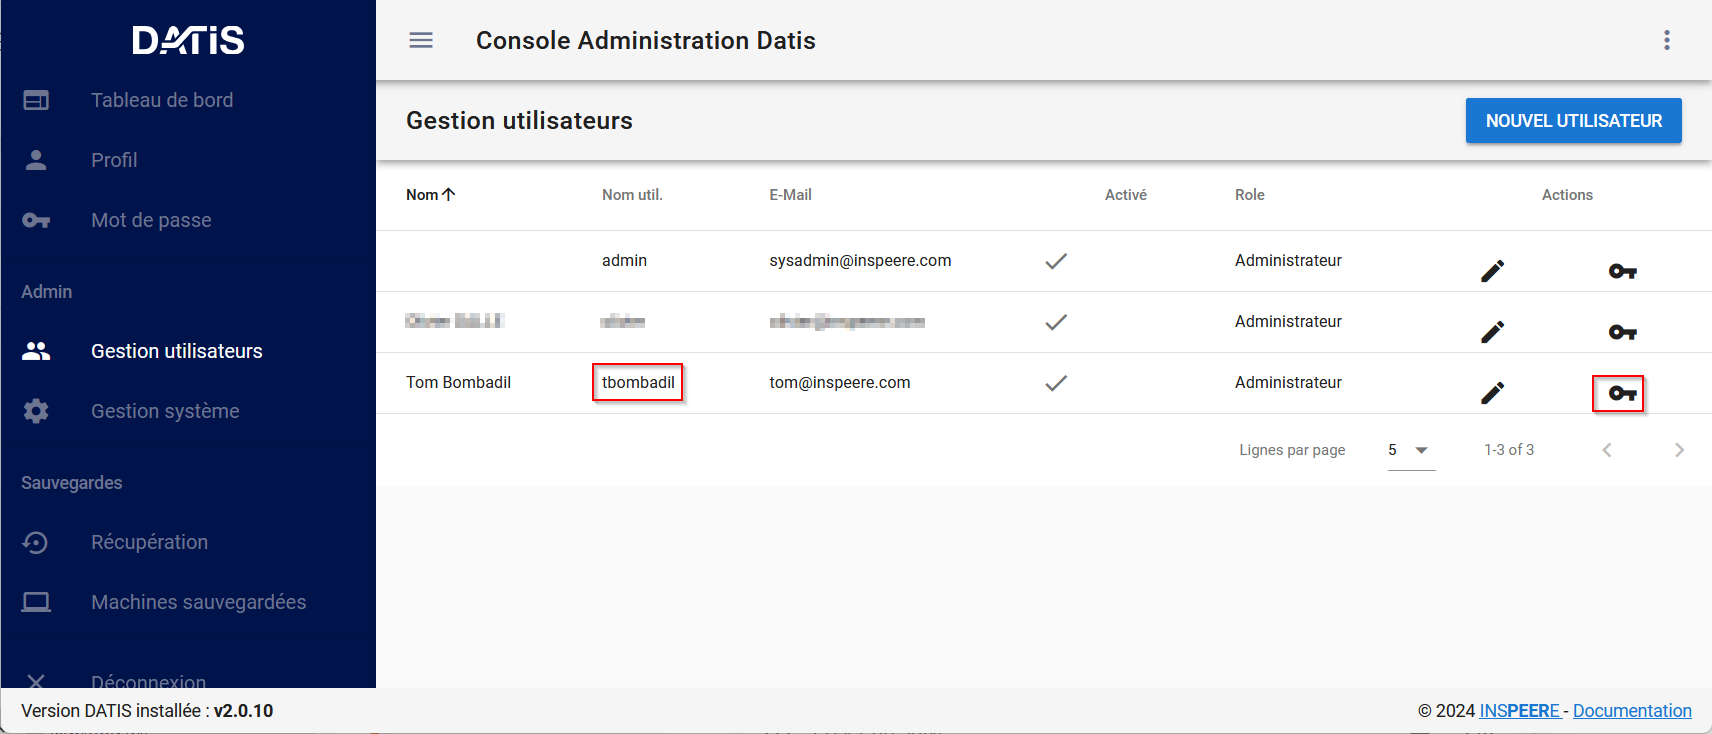 DATiS
Console Administration Datis
Tableau de bord
Profil
Mot de passe
Admin
Gestion utilisateurs
Gestion système
Sauvegardes
Récupération
Machines sauvegardées
Déconnexion
Gestion utilisateurs
NOUVEL UTILISATEUR
Nom Nom util. E-Mail Activé Role Actions
admin sysadmin@inspeere.com Administrateur
Administrateur
Tom Bombadil tbombadil tom@inspeere.com Administrateur
Lignes par page 5 1-3 of 3
Version DATIS installée : v2.0.10
© 2024 INSPEERE - Documentation